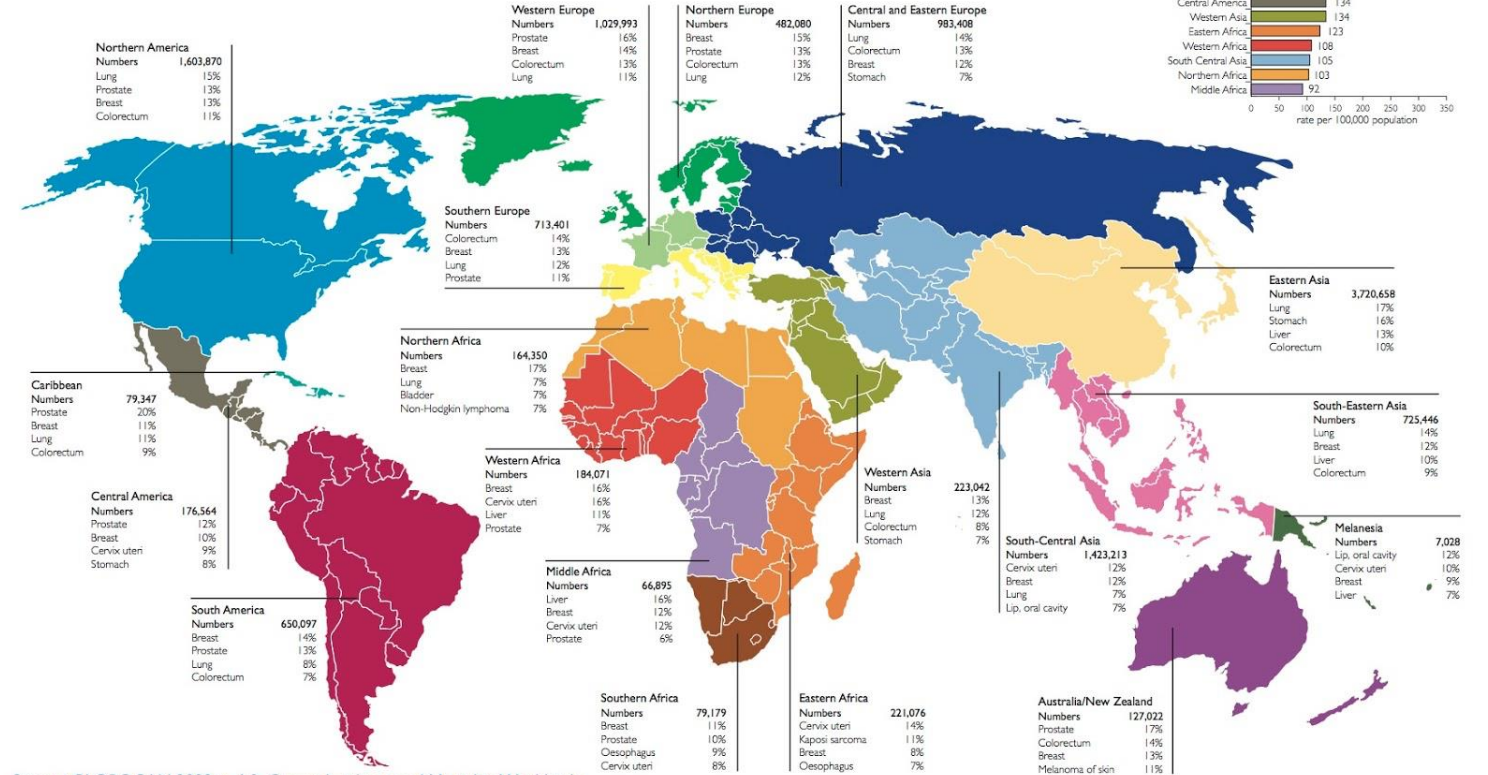 Western Europe
Numbers 1,029,993
Prostate 16%
Breast 14%
Colorectum 13%
Lung 11%
Northern Europe
Numbers 482,080
Breast 15%
Prostate 13%
Colorectum 13%
Lung 12%
Central and Eastern Europe
Numbers 983,408
Lung 14%
Colorectum 13%
Breast 12%
Stomach 7%
Central America 134
Western Asia 134
Eastern Africa 123
Western Africa 108
South Central Asia 105
Northern Africa 103
Middle Africa 92
0 50 100 150 200 250 300 350
rate per 100,000 population
Northern America
Numbers 1,603,870
Lung 15%
Prostate 13%
Breast 13%
Colorectum 11%
Southern Europe
Numbers 713,401
Colorectum 14%
Breast 13%
Lung 12%
Prostate 11%
Eastern Asia
Numbers 3,720,658
Lung 17%
Stomach 16%
Liver 13%
Colorectum 10%
Northern Africa
Numbers 164,350
Breast 17%
Lung 7%
Bladder 7%
Non-Hodgkin lymphoma 7%
Caribbean
Numbers 79,347
Prostate 20%
Breast 11%
Lung 11%
Colorectum 9%
South-Eastern Asia
Numbers 725,446
Lung 14%
Breast 12%
Liver 10%
Colorectum 9%
Western Africa
Numbers 184,071
Breast 16%
Cervix uteri 16%
Liver 11%
Prostate 7%
Western Asia
Numbers 223,042
Breast 13%
Lung 12%
Colorectum 8%
Stomach 7%
Central America
Numbers 176,564
Prostate 12%
Breast 10%
Cervix uteri 9%
Stomach 8%
South-Central Asia
Numbers 1,423,213
Cervix uteri 12%
Breast 12%
Lung 7%
Lip, oral cavity 7%
Melanesia
Numbers 7,028
Lip, oral cavity 12%
Cervix uteri 10%
Breast 9%
Liver 7%
Middle Africa
Numbers 66,895
Liver 16%
Breast 12%
Cervix uteri 12%
Prostate 6%
South America
Numbers 650,097
Breast 14%
Prostate 13%
Lung 8%
Colorectum 7%
Southern Africa
Numbers 79,179
Breast 11%
Prostate 10%
Oesophagus 9%
Cervix uteri 8%
Eastern Africa
Numbers 221,076
Cervix uteri 14%
Kaposi sarcoma 11%
Breast 8%
Oesophagus 7%
Australia/New Zealand
Numbers 127,022
Prostate 17%
Colorectum 14%
Breast 13%
Melanoma of skin 11%